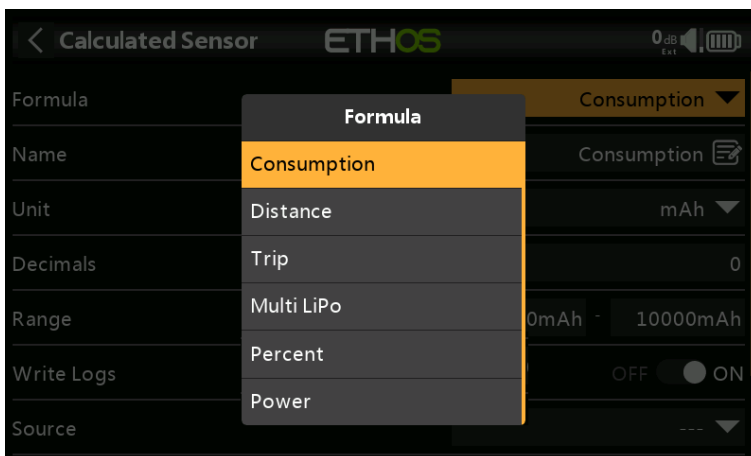 Calculated Sensor ETHOS 0dB Ext
Formula Consumption
Formula
Name Consumption
Consumption
Unit mAh
Distance
Decimals 0
Trip
Range 0mAh - 10000mAh
Multi LiPo
Percent
Write Logs OFF ON
Power
Source ---